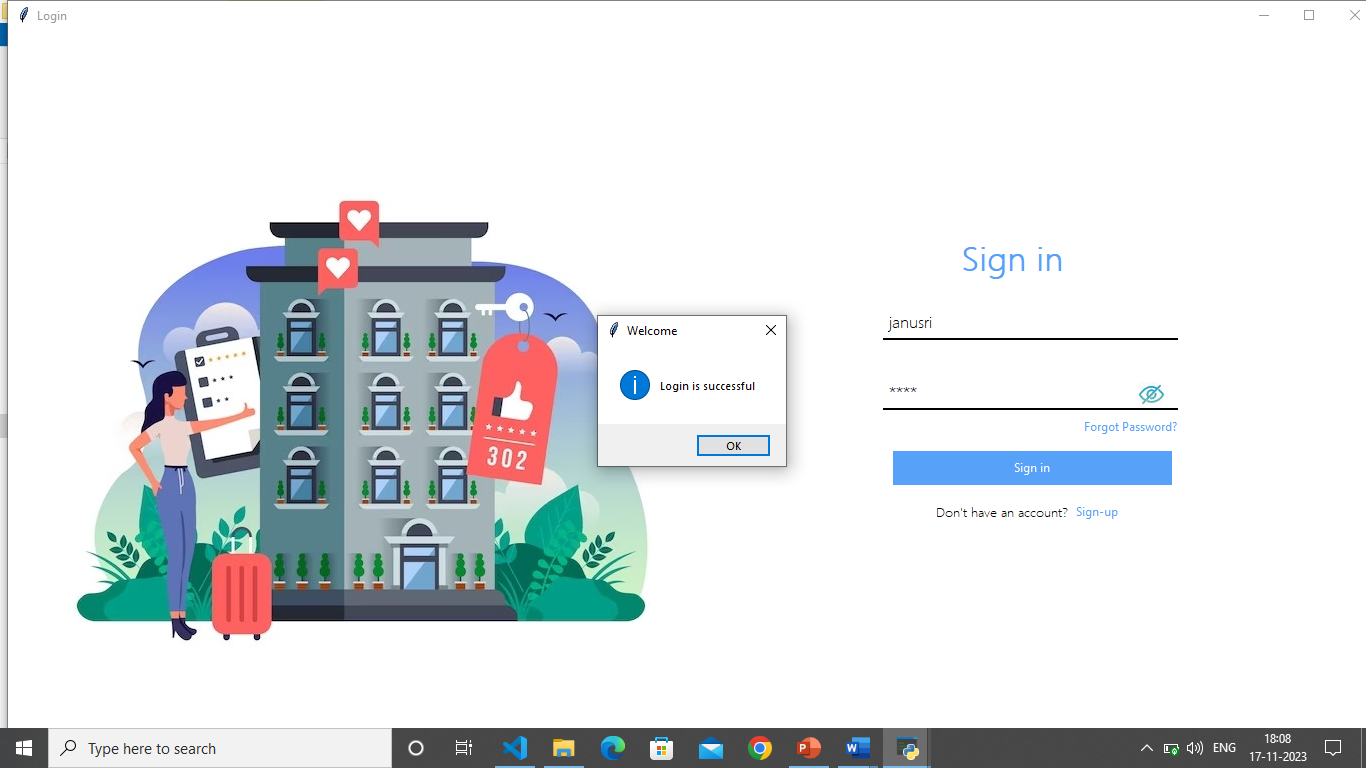 Login
Sign in
janusri
****
Forgot Password?
Sign in
Don't have an account? Sign-up
Welcome
Login is successful
OK
302
Type here to search
ENG
18:08
17-11-2023